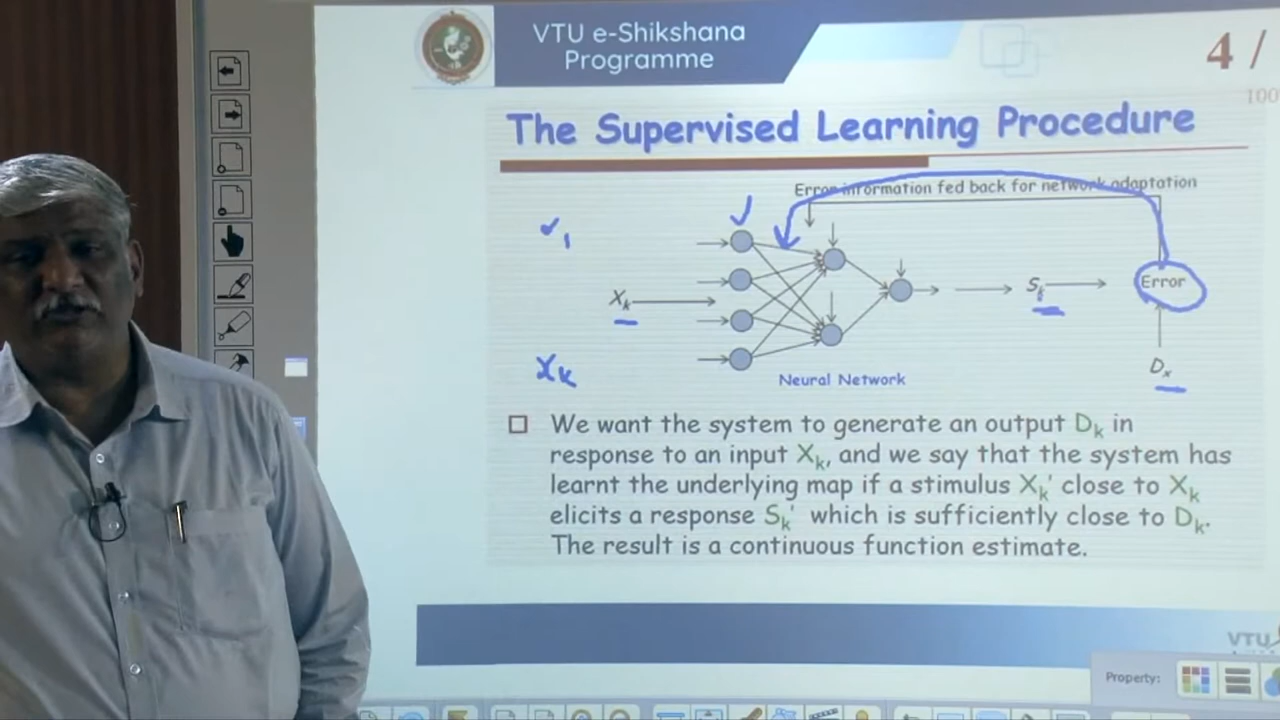 VTU e-Shikshana
Programme
4 /
100
The Supervised Learning Procedure
Error information fed back for network adaptation
Xk
Sk
Error
Dx
xk
Neural Network
We want the system to generate an output Dk in
response to an input Xk, and we say that the system has
learnt the underlying map if a stimulus Xk' close to Xk
elicits a response Sk' which is sufficiently close to Dk.
The result is a continuous function estimate.
VTU
Property: